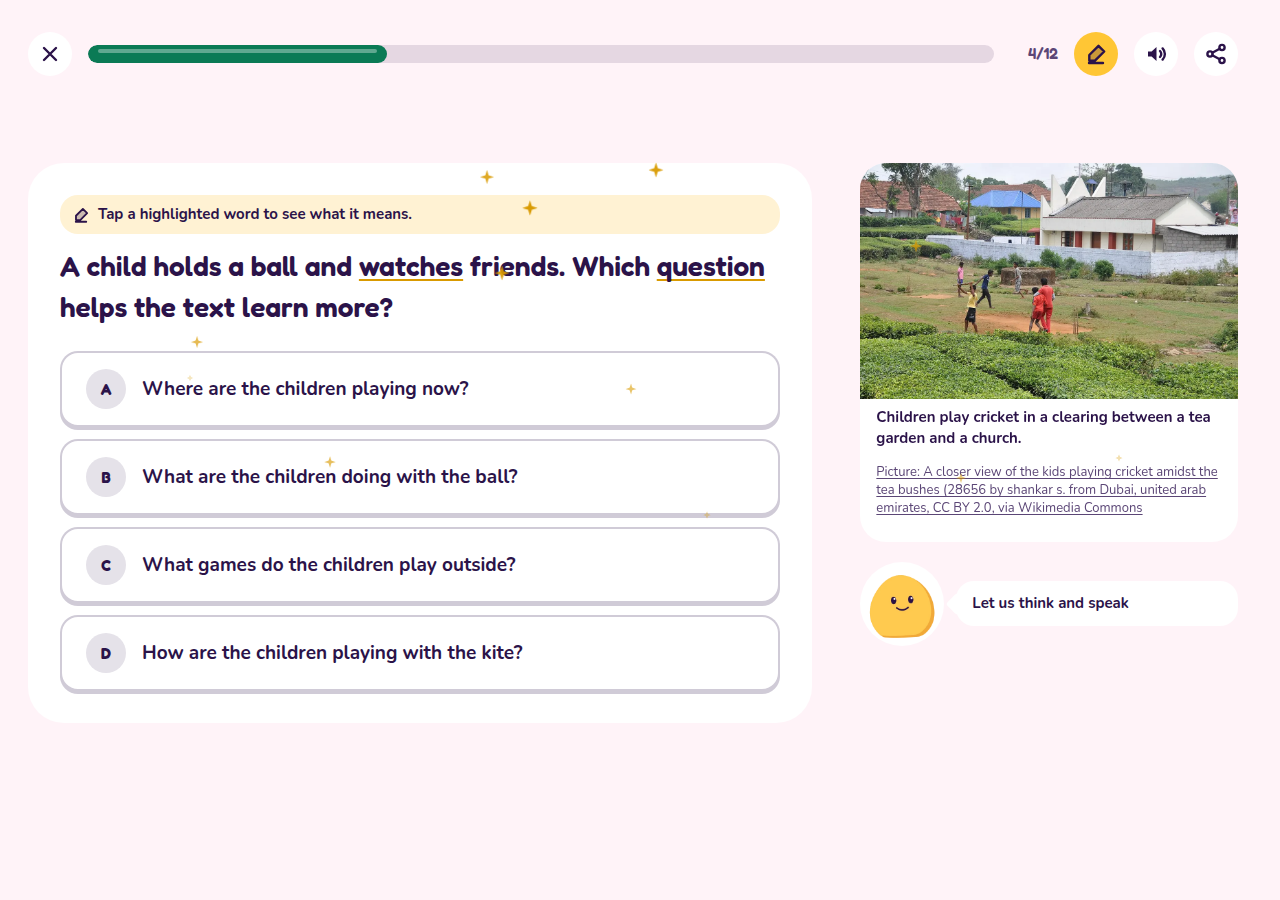 4/12
Tap a highlighted word to see what it means.
A child holds a ball and watches friends. Which question
helps the text learn more?
A Where are the children playing now?
B What are the children doing with the ball?
C What games do the children play outside?
D How are the children playing with the kite?
Children play cricket in a clearing between a tea
garden and a church.
Picture: A closer view of the kids playing cricket amidst the
tea bushes (28656 by shankar s. from Dubai, united arab
emirates, CC BY 2.0, via Wikimedia Commons
Let us think and speak